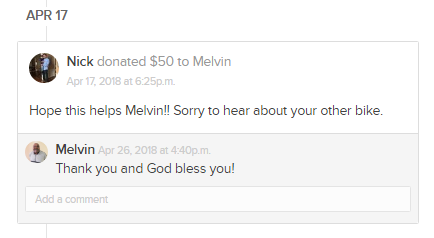 APR 17
Nick donated $50 to Melvin
Apr 17, 2018 at 6:25p.m.
Hope this helps Melvin!! Sorry to hear about your other bike.
Melvin Apr 26, 2018 at 4:40p.m.
Thank you and God bless you!
Add a comment